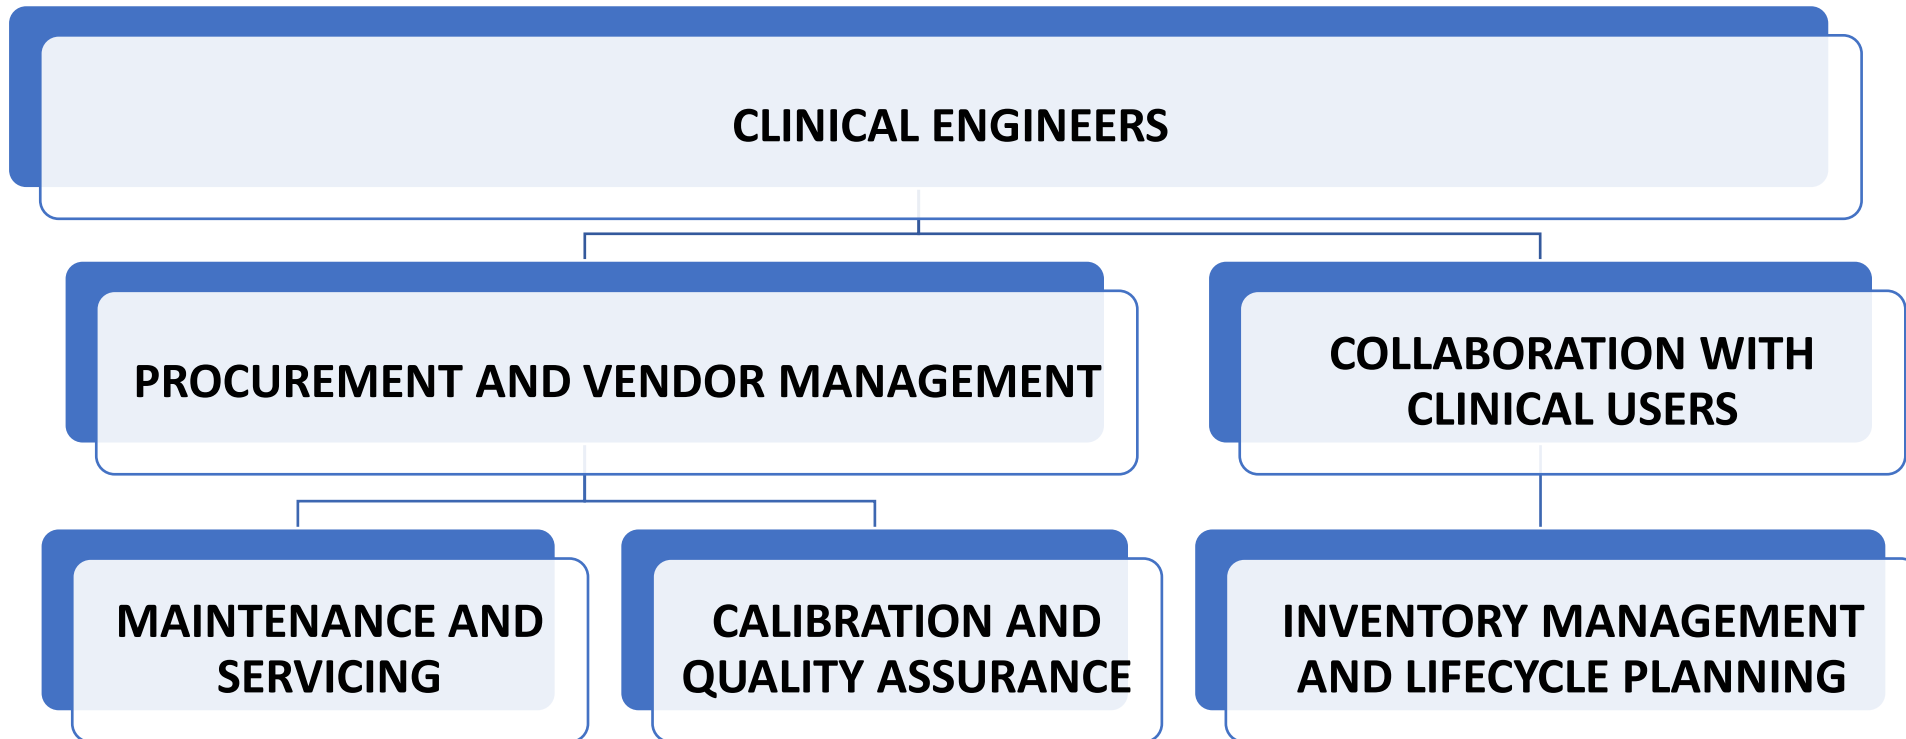 CLINICAL ENGINEERS
PROCUREMENT AND VENDOR MANAGEMENT
COLLABORATION WITH
CLINICAL USERS
MAINTENANCE AND
SERVICING
CALIBRATION AND
QUALITY ASSURANCE
INVENTORY MANAGEMENT
AND LIFECYCLE PLANNING